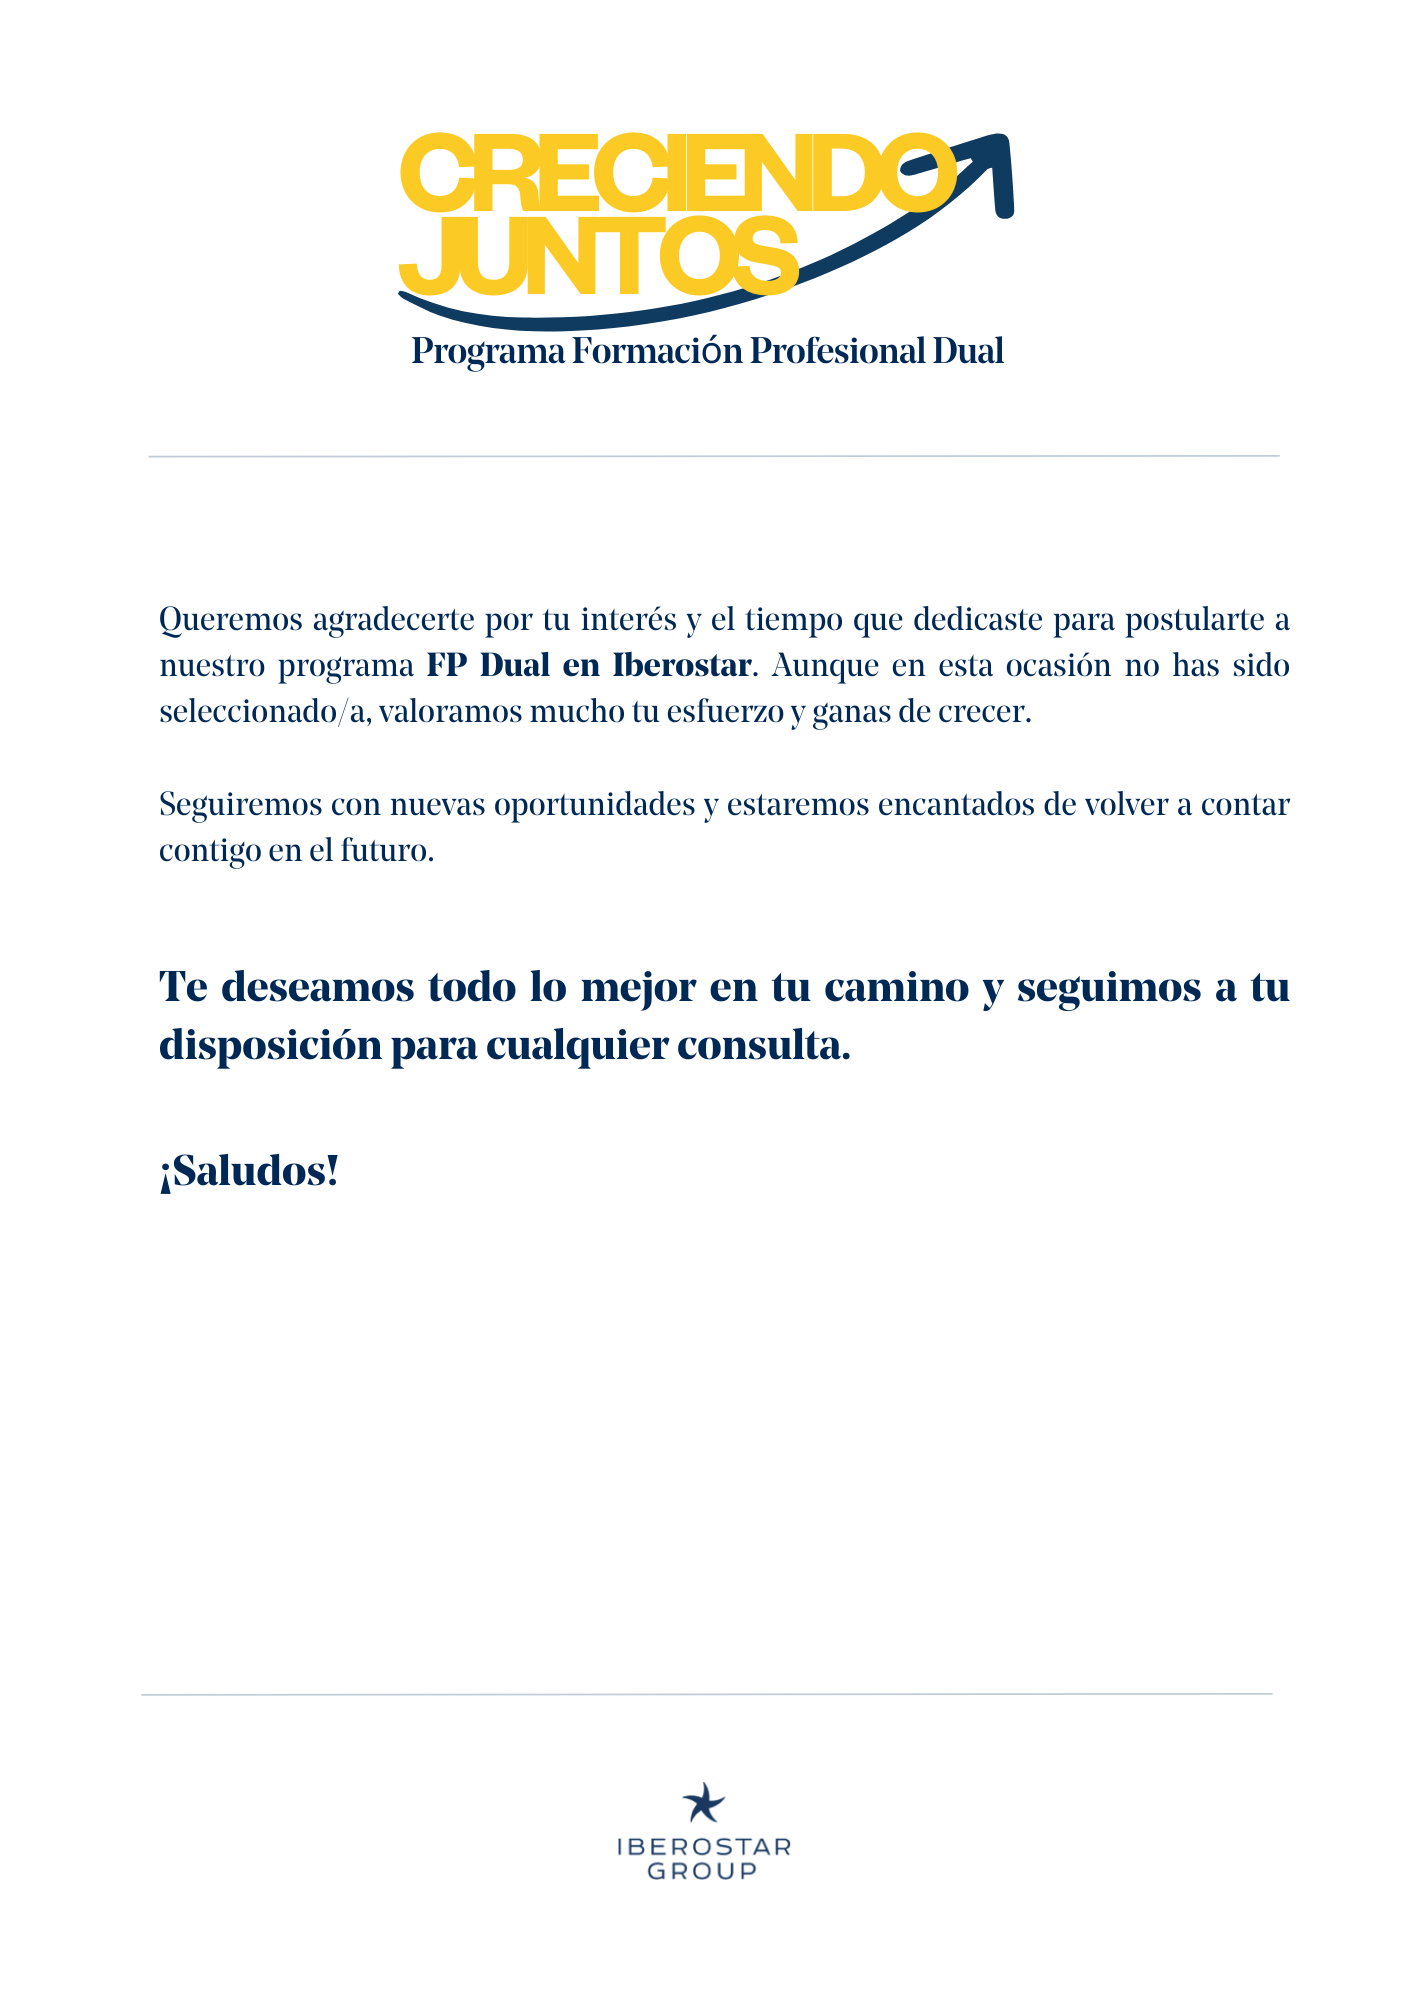 CRECIENDO
JUNTOS
Programa Formación Profesional Dual
Queremos agradecerte por tu interés y el tiempo que dedicaste para postularte a
nuestro programa FP Dual en Iberostar. Aunque en esta ocasión no has sido
seleccionado/a, valoramos mucho tu esfuerzo y ganas de crecer.
Seguiremos con nuevas oportunidades y estaremos encantados de volver a contar
contigo en el futuro.
Te deseamos todo lo mejor en tu camino y seguimos a tu
disposición para cualquier consulta.
¡Saludos!
IBEROSTAR
GROUP